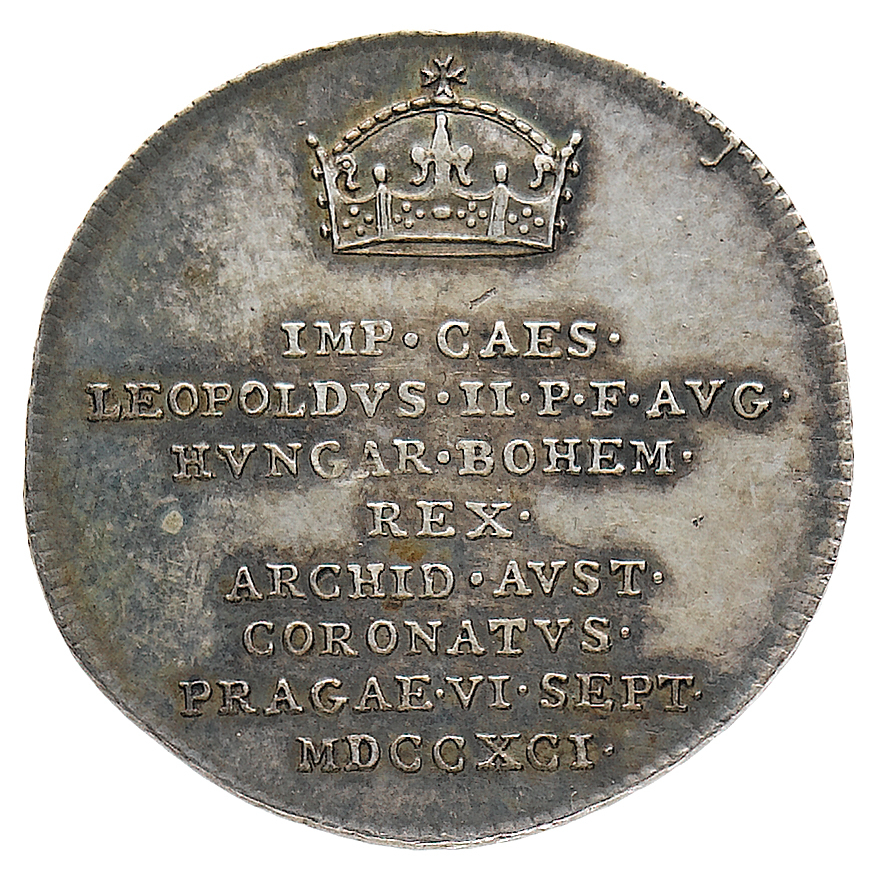 IMP · CAES ·
LEOPOLDVS · II · P · F · AVG ·
HVNGAR · BOHEM ·
REX ·
ARCHID · AVST ·
CORONATVS ·
PRAGAE · VI · SEPT ·
MDCCXCI ·